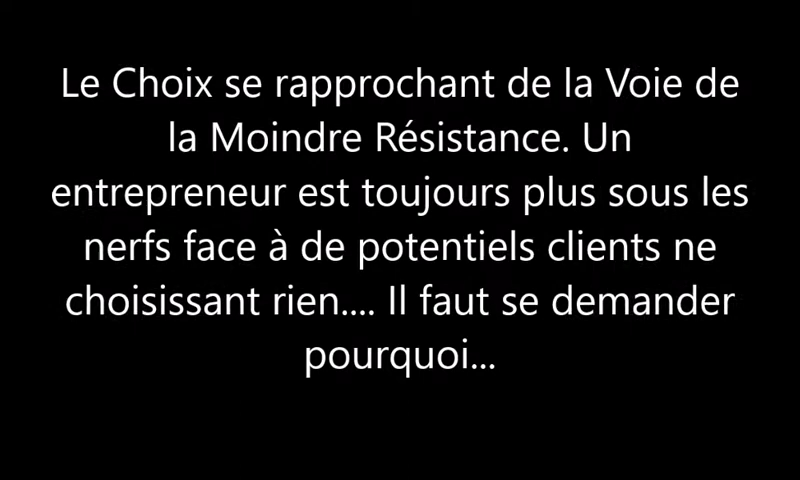 Le Choix se rapprochant de la Voie de
la Moindre Résistance. Un
entrepreneur est toujours plus sous les
nerfs face à de potentiels clients ne
choisissant rien.... Il faut se demander
pourquoi...